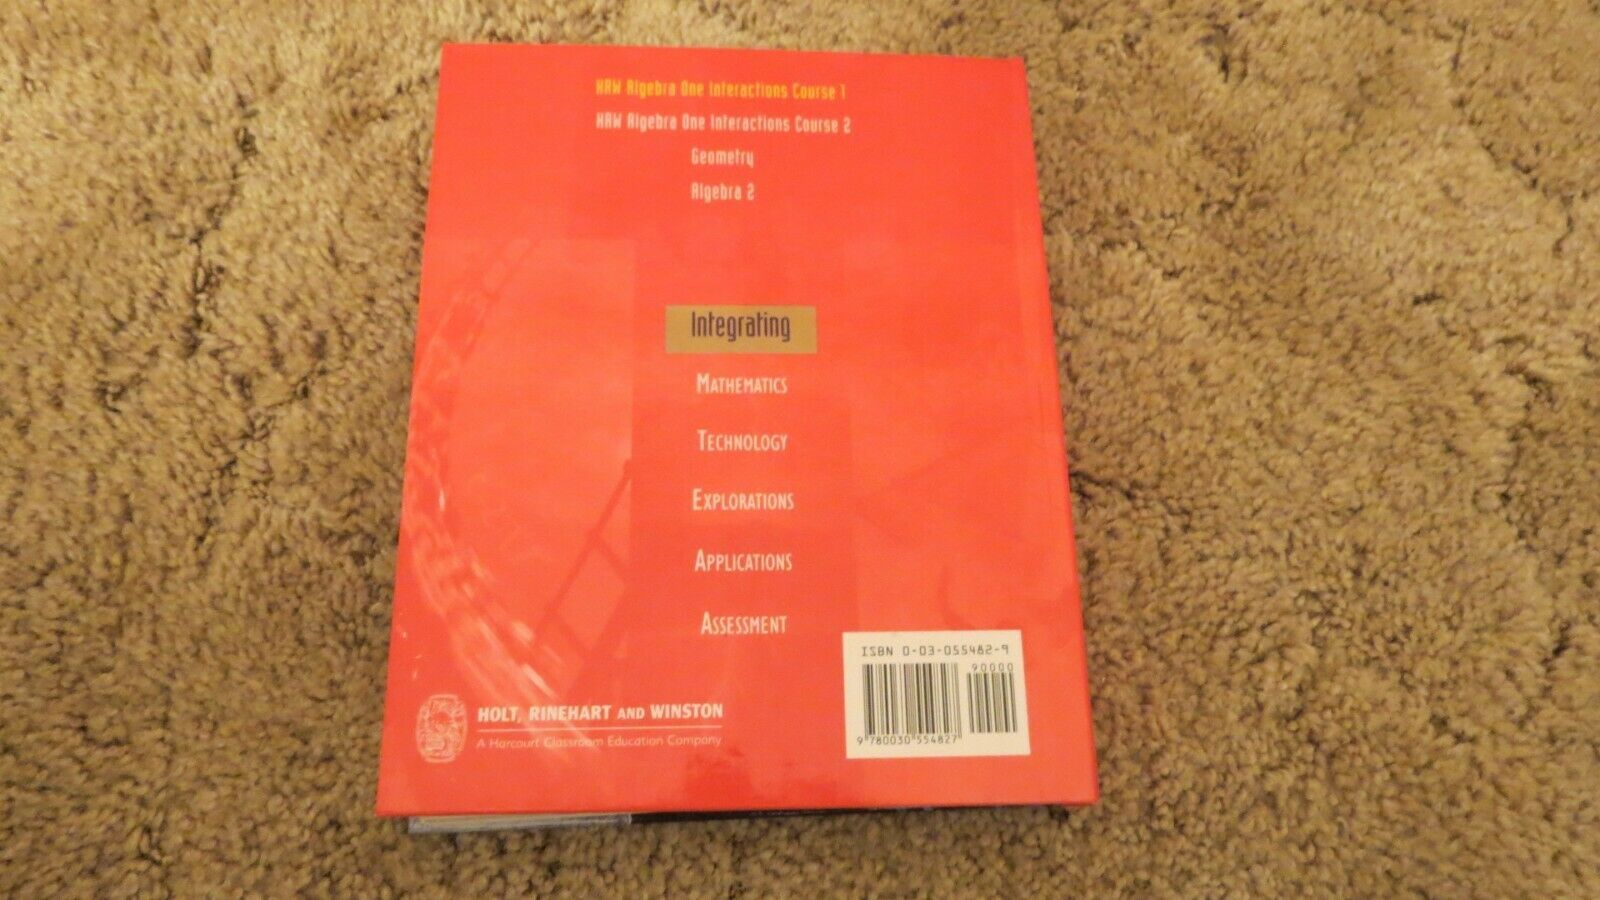 HRW Algebra One Interactions Course 1
HRW Algebra One Interactions Course 2
Geometry
Algebra 2
Integrating
MATHEMATICS
TECHNOLOGY
EXPLORATIONS
APPLICATIONS
ASSESSMENT
ISBN 0-03-055482-9
90000
9 780030 554827
HOLT, RINEHART AND WINSTON
A Harcourt Classroom Education Company